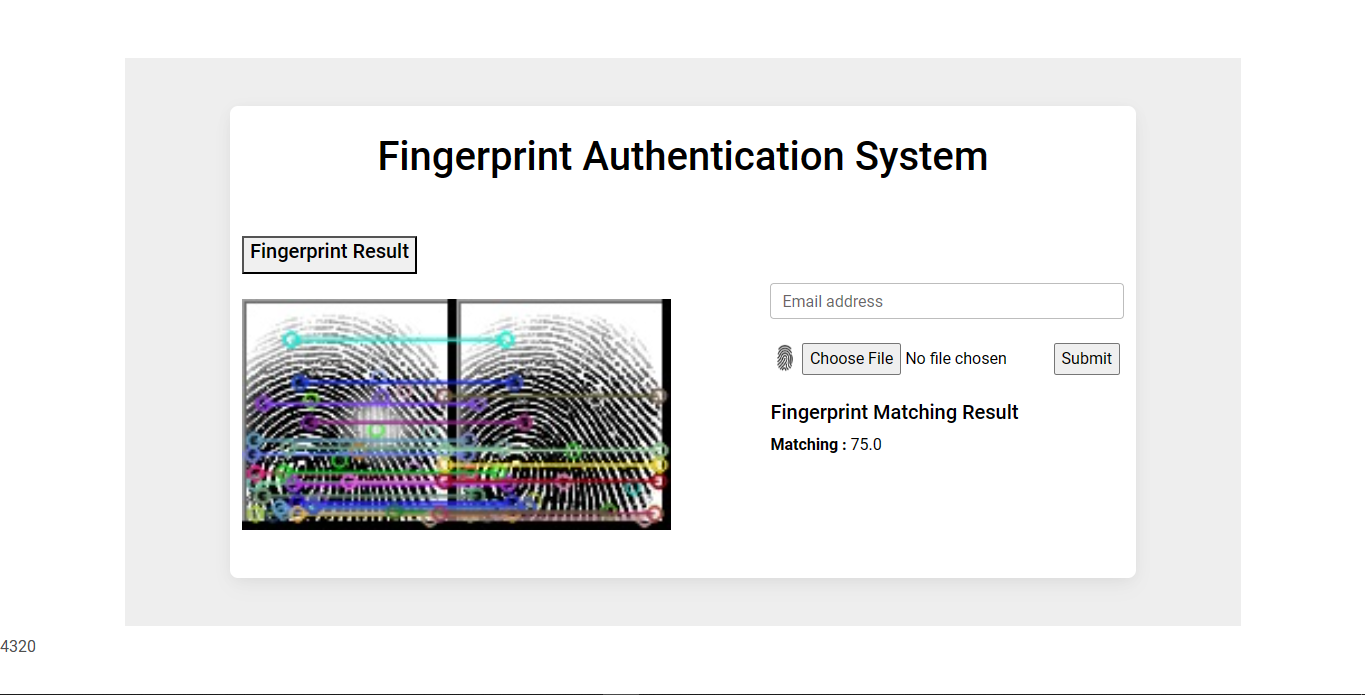 Fingerprint Authentication System
Fingerprint Result
Email address
Choose File No file chosen Submit
Fingerprint Matching Result
Matching : 75.0
4320